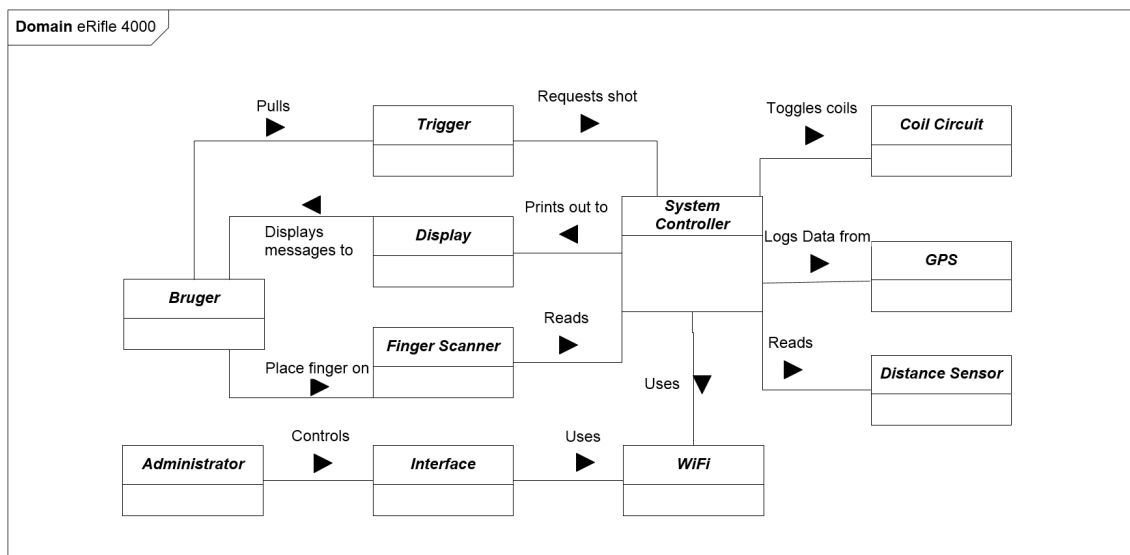 Domain eRifle 4000
Pulls
Trigger
Requests shot
Toggles coils
Coil Circuit
Displays
messages to
Display
Prints out to
System
Controller
Logs Data from
GPS
Bruger
Place finger on
Finger Scanner
Reads
Reads
Distance Sensor
Uses
Administrator
Controls
Interface
Uses
WiFi